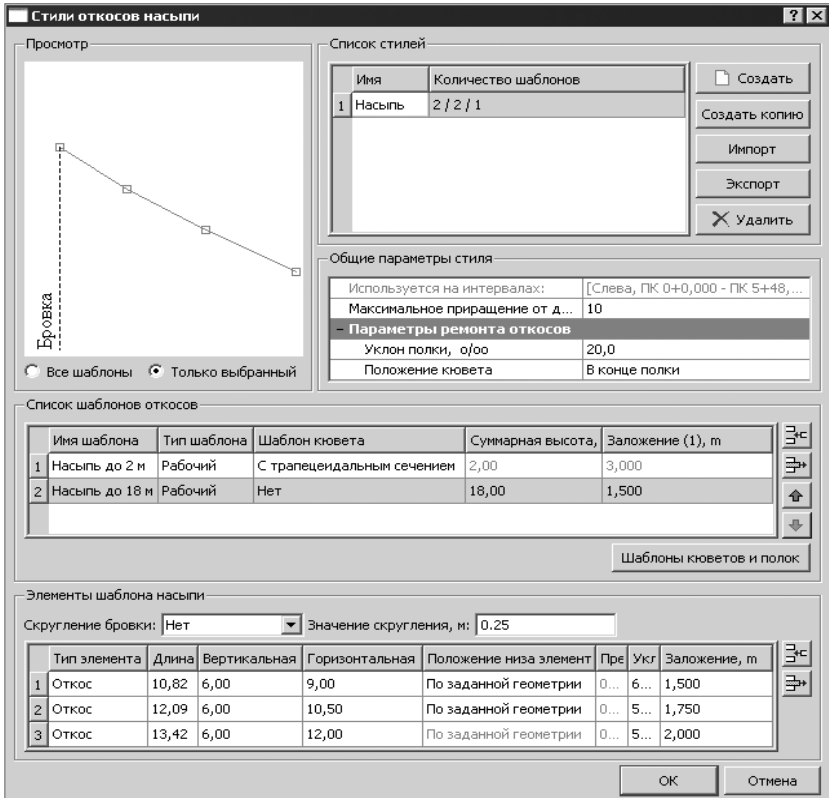 Стили откосов насыпи
Просмотр
Бровка
Все шаблоны Только выбранный
Список стилей
Имя Количество шаблонов
1 Насыпь 2 / 2 / 1
Создать
Создать копию
Импорт
Экспорт
Удалить
Общие параметры стиля
Используется на интервалах: [Слева, ПК 0+0,000 - ПК 5+48,...
Максимальное приращение от д... 10
- Параметры ремонта откосов
Уклон полки, о/оо 20,0
Положение кювета В конце полки
Список шаблонов откосов
Имя шаблона Тип шаблона Шаблон кювета Суммарная высота, Заложение (1), m
1 Насыпь до 2 м Рабочий С трапецеидальным сечением 2,00 3,000
2 Насыпь до 18 м Рабочий Нет 18,00 1,500
Шаблоны кюветов и полок
Элементы шаблона насыпи
Скругление бровки: Нет Значение скругления, м: 0.25
Тип элемента Длина Вертикальная Горизонтальная Положение низа элемент Пре Укл Заложение, m
1 Откос 10,82 6,00 9,00 По заданной геометрии 0... 6... 1,500
2 Откос 12,09 6,00 10,50 По заданной геометрии 0... 5... 1,750
3 Откос 13,42 6,00 12,00 По заданной геометрии 0... 5... 2,000
OK Отмена